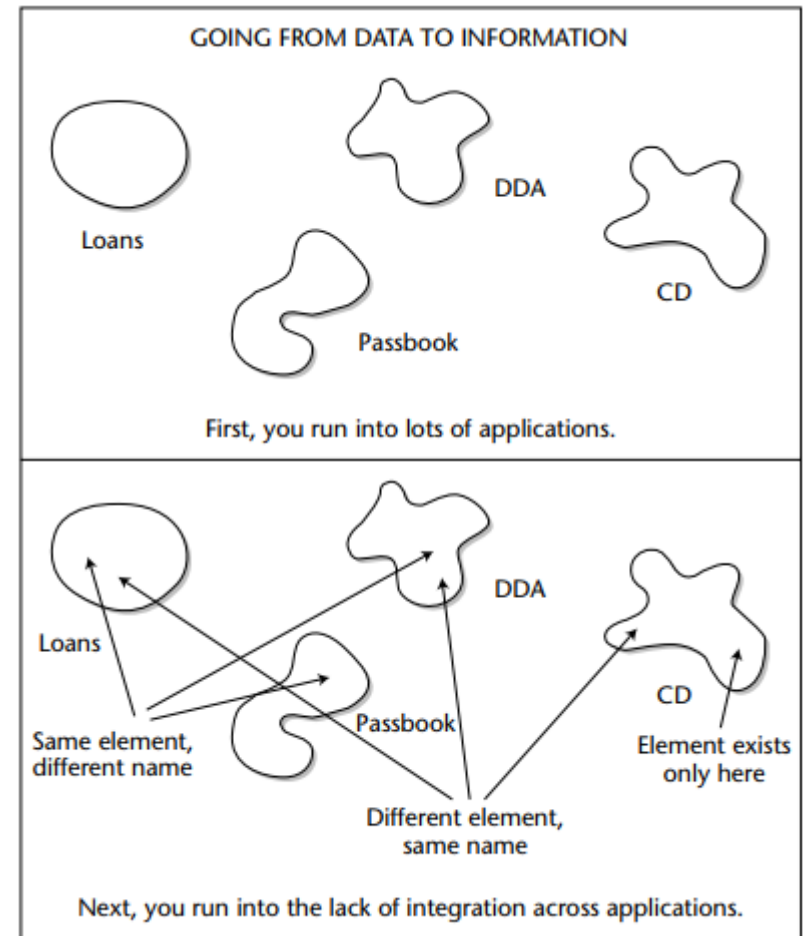 GOING FROM DATA TO INFORMATION
DDA
Loans
CD
Passbook
First, you run into lots of applications.
DDA
Loans
CD
Passbook
Same element,
different name
Element exists
only here
Different element,
same name
Next, you run into the lack of integration across applications.